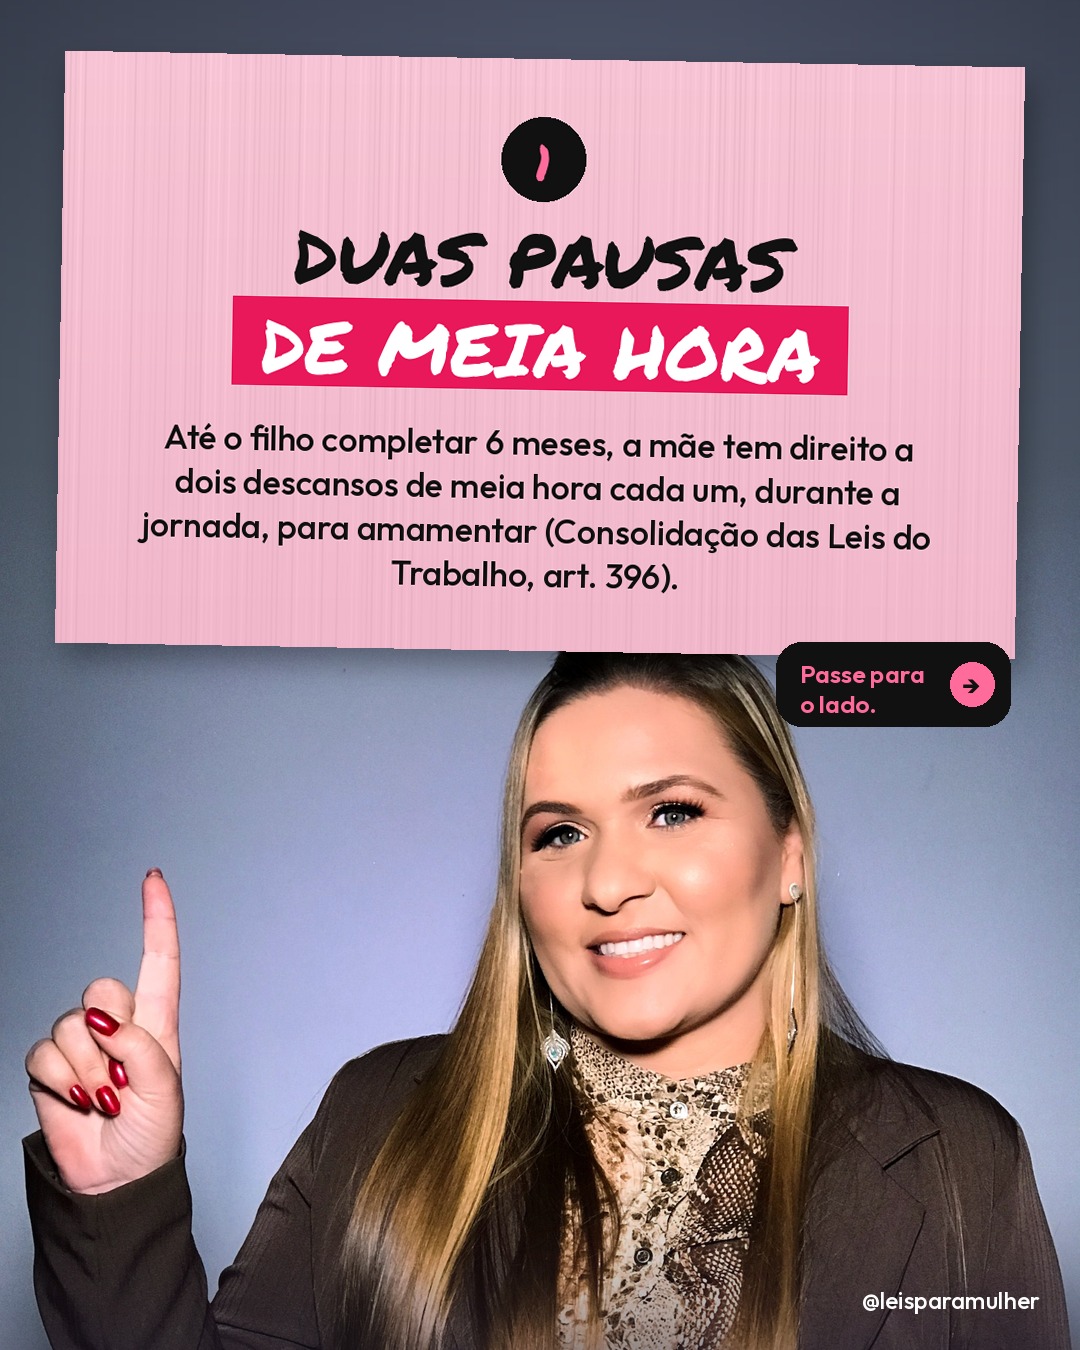 1
DUAS PAUSAS
DE MEIA HORA
Até o filho completar 6 meses, a mãe tem direito a
dois descansos de meia hora cada um, durante a
jornada, para amamentar (Consolidação das Leis do
Trabalho, art. 396).
Passe para
o lado.
@leisparamulher